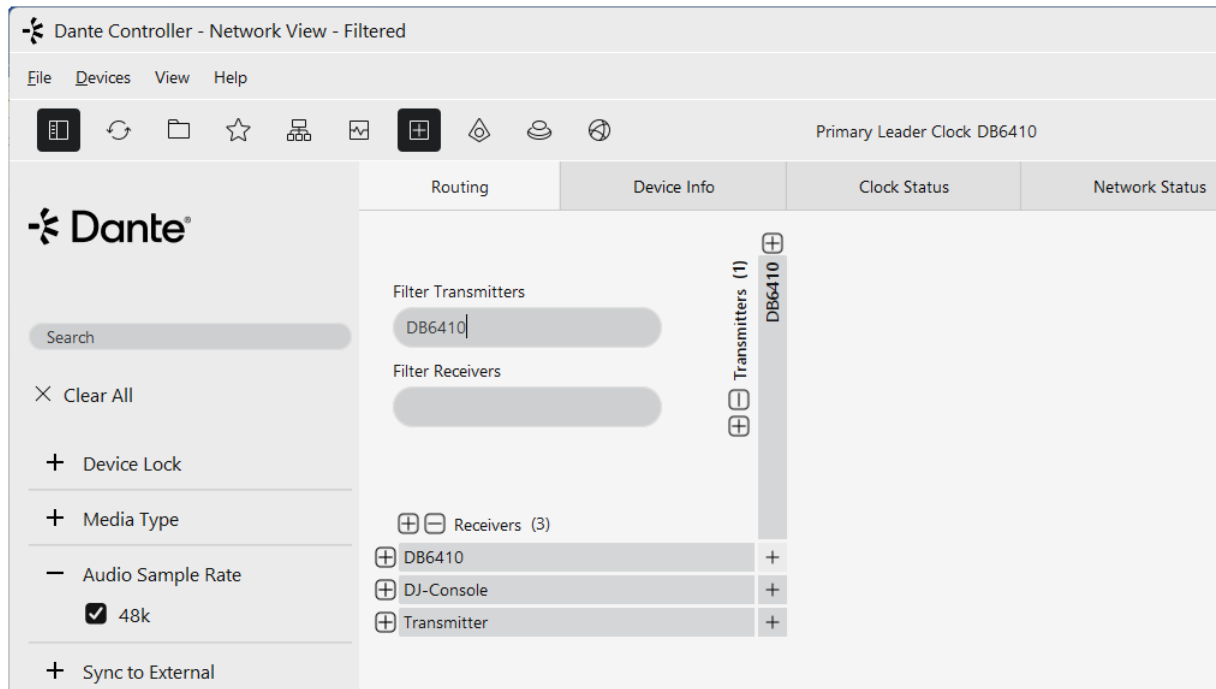 Dante Controller - Network View - Filtered
File Devices View Help
Primary Leader Clock DB6410
Routing Device Info Clock Status Network Status
Dante®
Search
Clear All
Device Lock
Media Type
Audio Sample Rate
48k
Sync to External
Filter Transmitters
DB6410
Filter Receivers
Transmitters (1)
DB6410
Receivers (3)
DB6410
DJ-Console
Transmitter